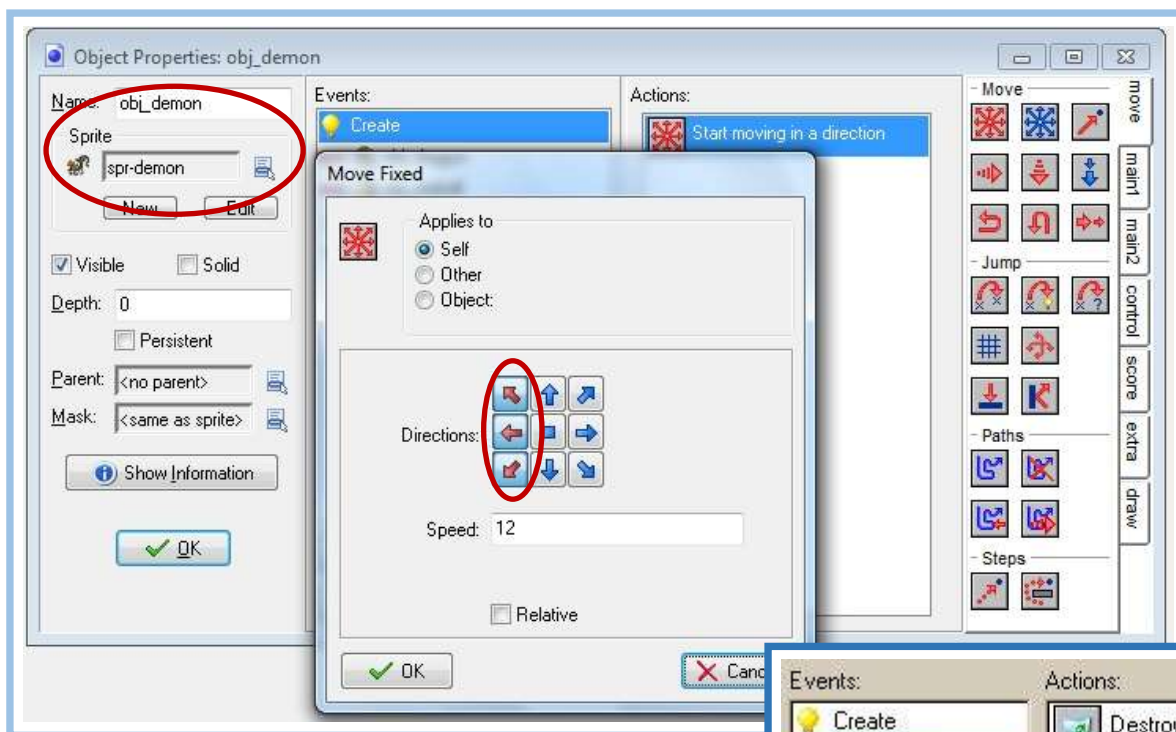 Object Properties: obj_demon
Name: obj_demon
Sprite
spr-demon
New Edit
Visible Solid
Depth: 0
Persistent
Parent: <no parent>
Mask: <same as sprite>
Show Information
OK
Events:
Create
Actions:
Start moving in a direction
Move Fixed
Applies to
Self
Other
Object:
Directions:
Speed: 12
Relative
OK
Move
Jump
Paths
Steps
move
main1
main2
control
score
extra
draw
Events:
Create
Actions: